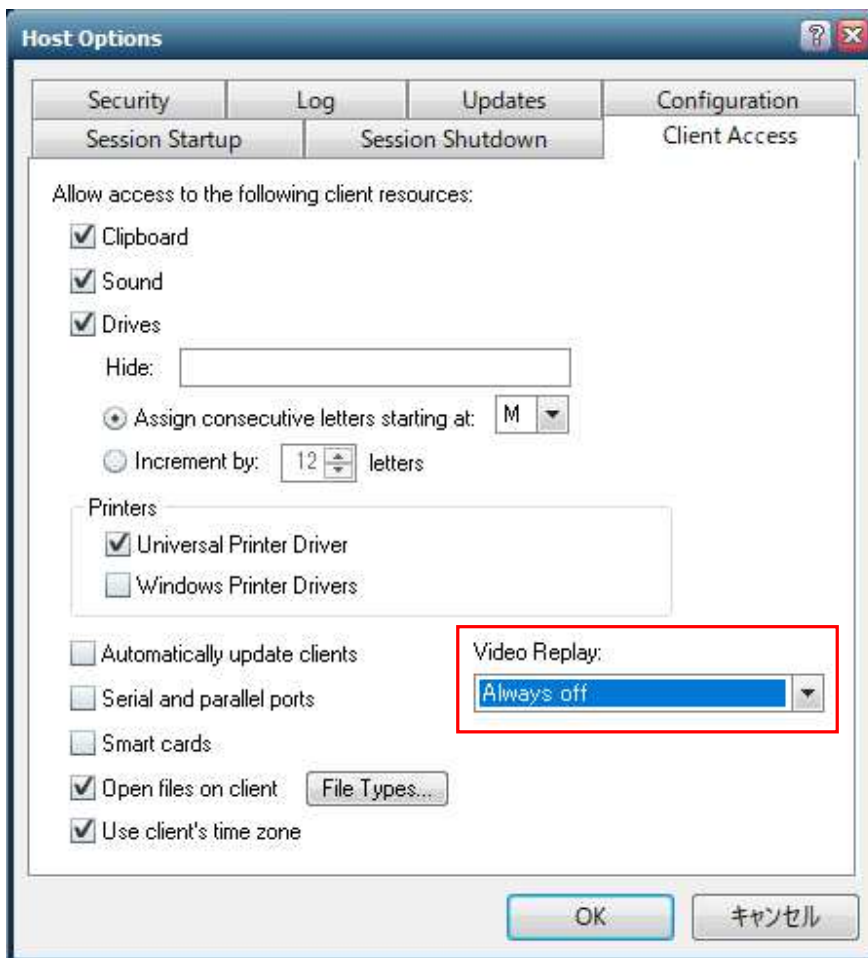 Host Options
Security Log Updates Configuration
Session Startup Session Shutdown Client Access
Allow access to the following client resources:
Clipboard
Sound
Drives
Hide:
Assign consecutive letters starting at: M
Increment by: 12 letters
Printers
Universal Printer Driver
Windows Printer Drivers
Automatically update clients
Video Replay:
Serial and parallel ports
Always off
Smart cards
Open files on client File Types...
Use client's time zone
OK キャンセル